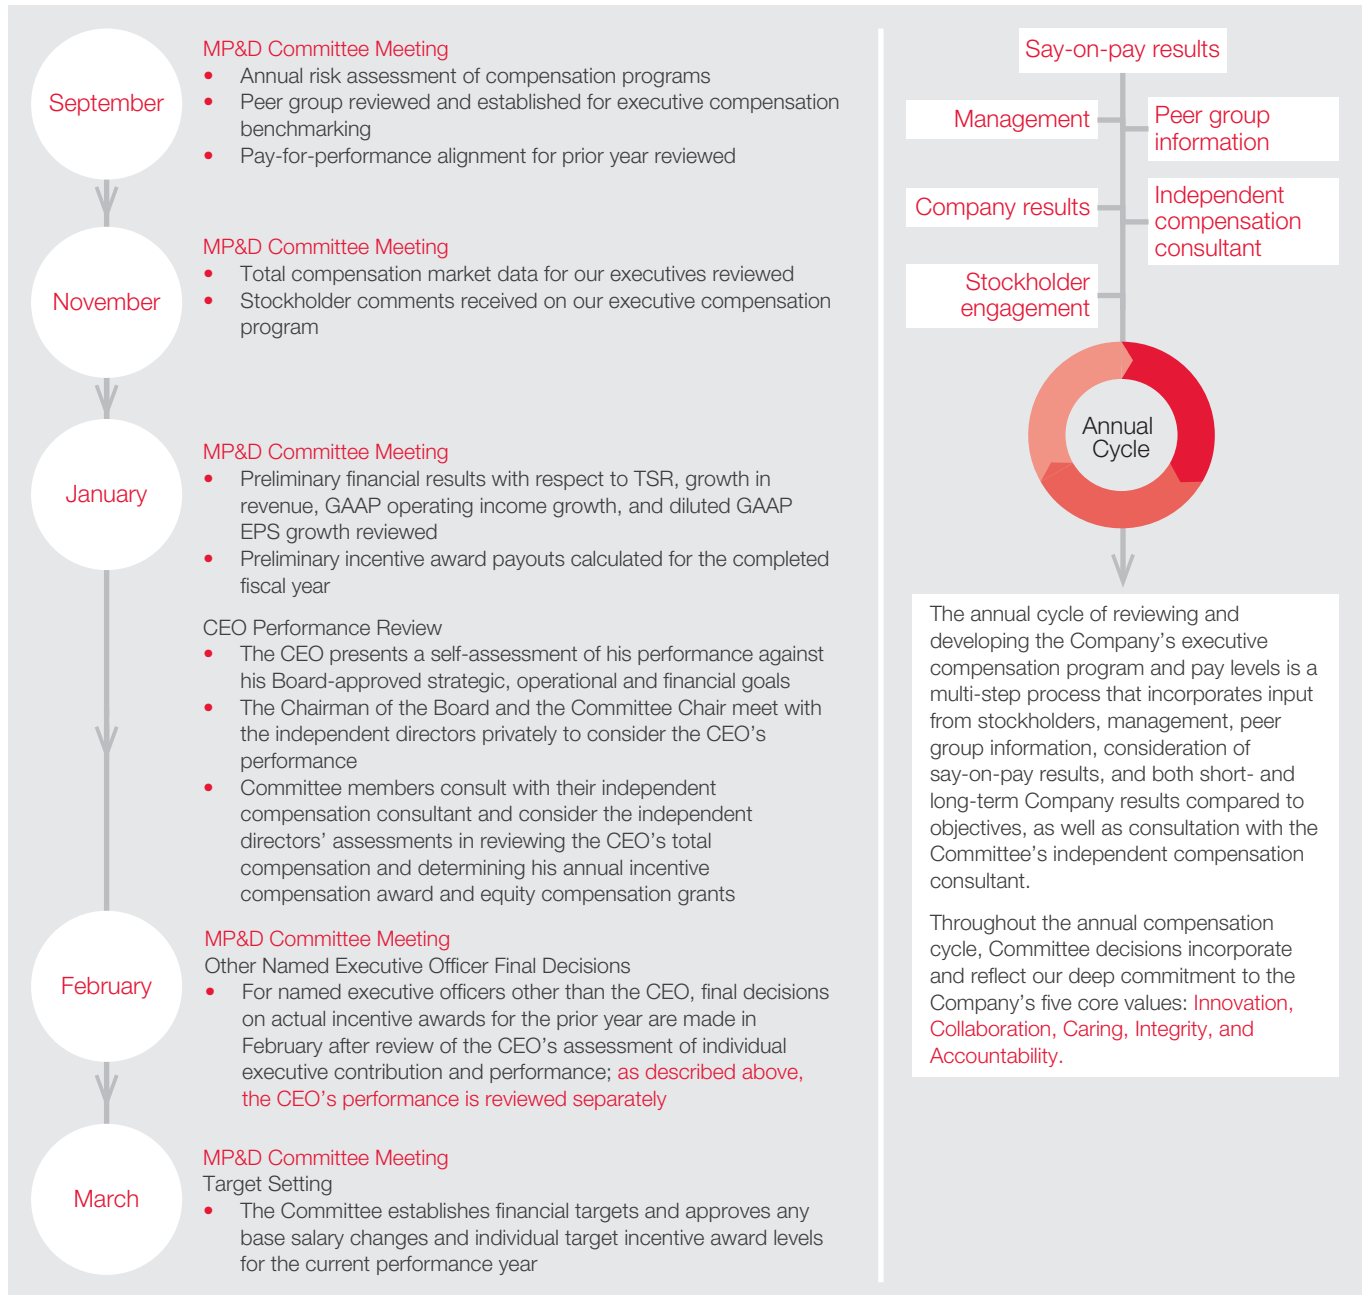 September
MP&D Committee Meeting
• Annual risk assessment of compensation programs
• Peer group reviewed and established for executive compensation
benchmarking
• Pay-for-performance alignment for prior year reviewed
November
MP&D Committee Meeting
• Total compensation market data for our executives reviewed
• Stockholder comments received on our executive compensation
program
January
MP&D Committee Meeting
• Preliminary financial results with respect to TSR, growth in
revenue, GAAP operating income growth, and diluted GAAP
EPS growth reviewed
• Preliminary incentive award payouts calculated for the completed
fiscal year
CEO Performance Review
• The CEO presents a self-assessment of his performance against
his Board-approved strategic, operational and financial goals
• The Chairman of the Board and the Committee Chair meet with
the independent directors privately to consider the CEO’s
performance
• Committee members consult with their independent
compensation consultant and consider the independent
directors’ assessments in reviewing the CEO’s total
compensation and determining his annual incentive
compensation award and equity compensation grants
February
MP&D Committee Meeting
Other Named Executive Officer Final Decisions
• For named executive officers other than the CEO, final decisions
on actual incentive awards for the prior year are made in
February after review of the CEO’s assessment of individual
executive contribution and performance; as described above,
the CEO’s performance is reviewed separately
March
MP&D Committee Meeting
Target Setting
• The Committee establishes financial targets and approves any
base salary changes and individual target incentive award levels
for the current performance year
Say-on-pay results
Management
Peer group
information
Company results
Independent
compensation
consultant
Stockholder
engagement
Annual
Cycle
The annual cycle of reviewing and
developing the Company’s executive
compensation program and pay levels is a
multi-step process that incorporates input
from stockholders, management, peer
group information, consideration of
say-on-pay results, and both short- and
long-term Company results compared to
objectives, as well as consultation with the
Committee’s independent compensation
consultant.
Throughout the annual compensation
cycle, Committee decisions incorporate
and reflect our deep commitment to the
Company’s five core values: Innovation,
Collaboration, Caring, Integrity, and
Accountability.